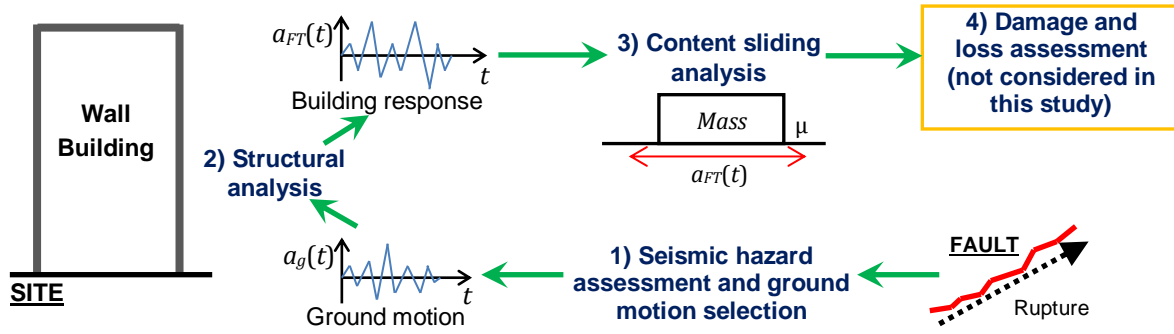 Wall
Building
SITE
a_FT(t)
t
Building response
2) Structural
analysis
a_g(t)
t
Ground motion
3) Content sliding
analysis
Mass
μ
a_FT(t)
4) Damage and
loss assessment
(not considered in
this study)
1) Seismic hazard
assessment and ground
motion selection
FAULT
Rupture